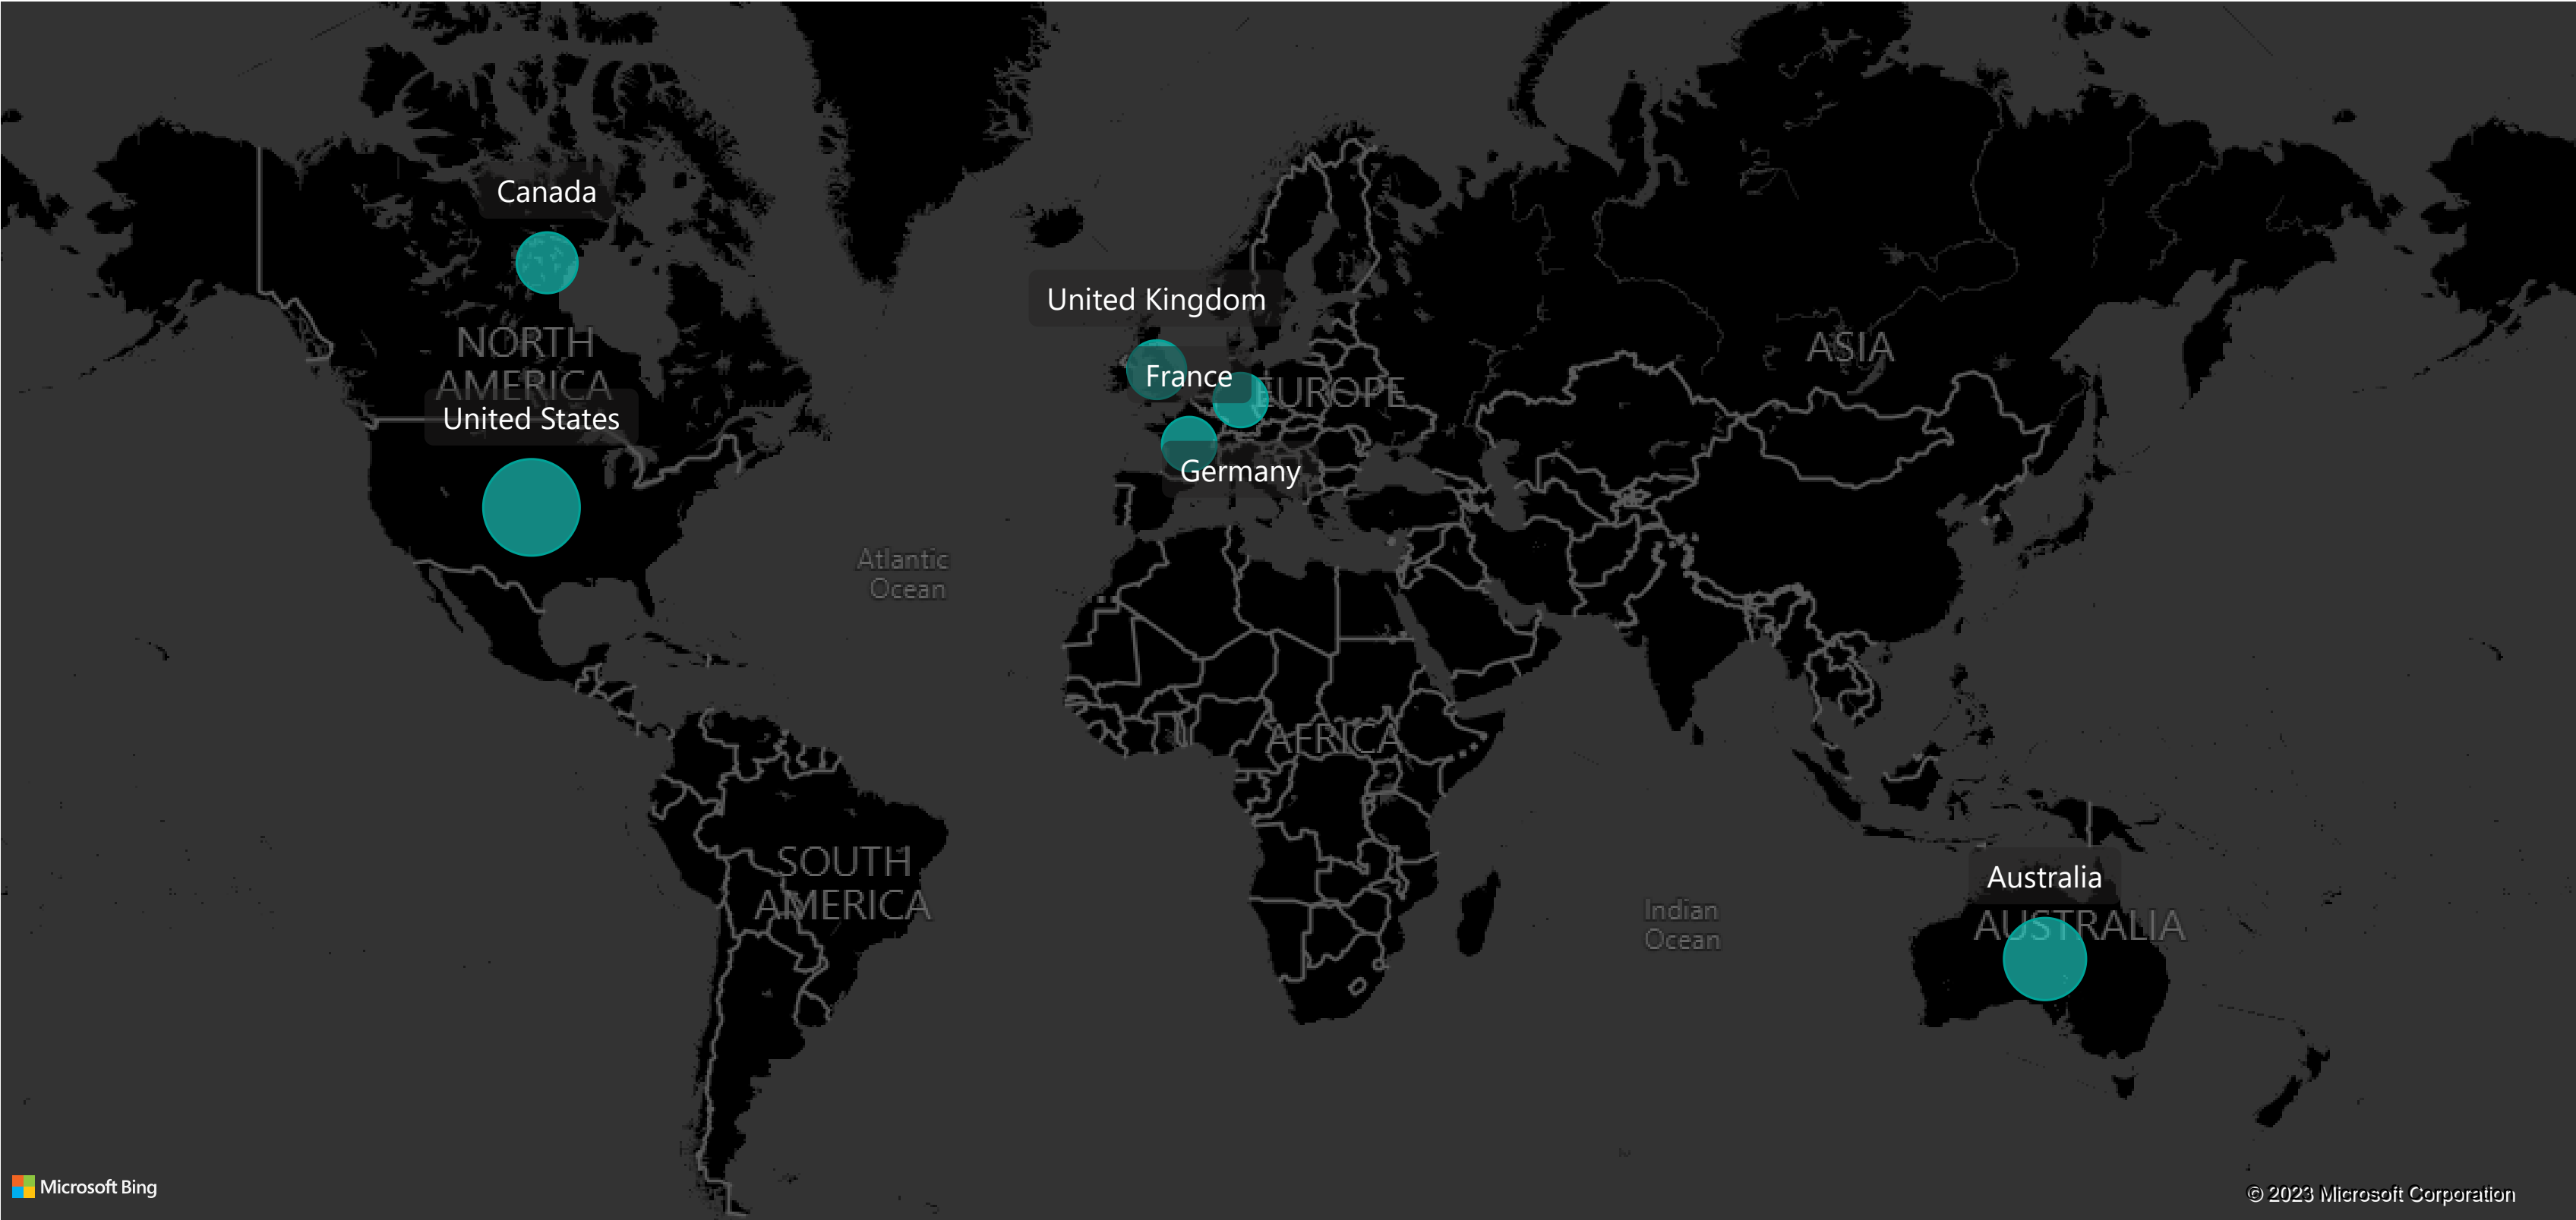 Canada
United Kingdom
NORTH
AMERICA
ASIA
France
EUROPE
United States
Germany
Atlantic
Ocean
AFRICA
SOUTH
AMERICA
Australia
Indian
Ocean
AUSTRALIA
Microsoft Bing
© 2023 Microsoft Corporation